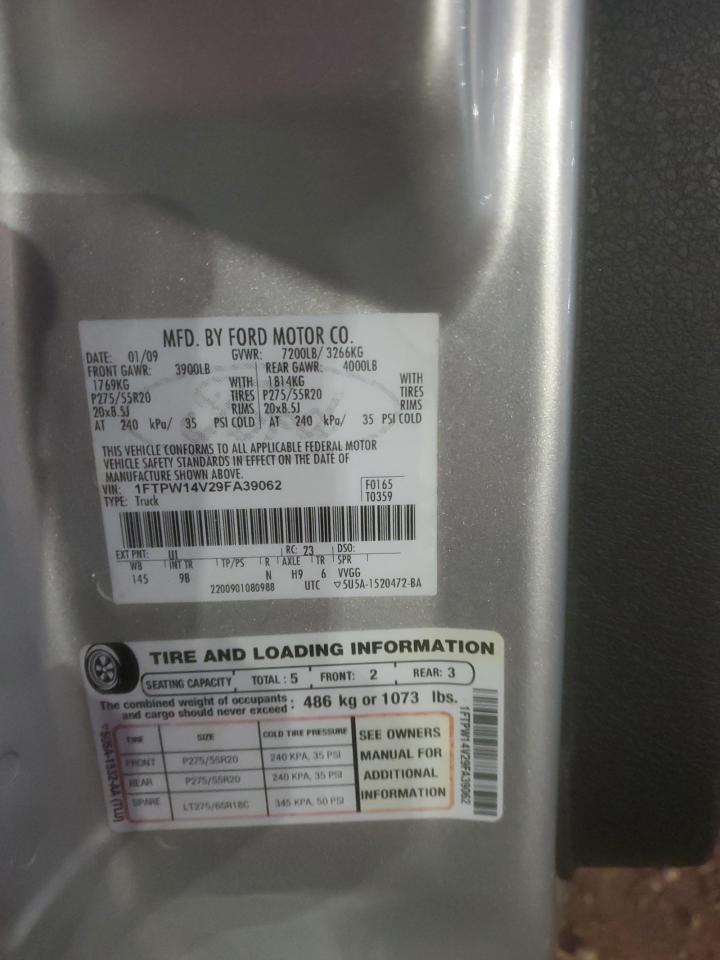 MFD. BY FORD MOTOR CO.
DATE: 01/09 GVWR: 7200LB/ 3266KG
FRONT GAWR: 3900LB REAR GAWR: 4000LB
1769KG WITH 1814KG WITH
P275/55R20 TIRES P275/55R20 TIRES
20x8.5J RIMS 20x8.5J RIMS
AT 240 kPa/ 35 PSI COLD AT 240 kPa/ 35 PSI COLD
THIS VEHICLE CONFORMS TO ALL APPLICABLE FEDERAL MOTOR
VEHICLE SAFETY STANDARDS IN EFFECT ON THE DATE OF
MANUFACTURE SHOWN ABOVE.
VIN: 1FTPW14V29FA39062 F0165
TYPE: Truck T0359
EXT PNT: UI RC: 23 DSO:
WB INT TR TP/PS R AXLE TR SPR
145 9B N H9 6 VVGG
2200901080988 UTC ▽5U5A-1520472-BA
TIRE AND LOADING INFORMATION
SEATING CAPACITY TOTAL : 5 FRONT: 2 REAR: 3
The combined weight of occupants and cargo should never exceed : 486 kg or 1073 lbs.
TIRE SIZE COLD TIRE PRESSURE
FRONT P275/55R20 240 KPA, 35 PSI
REAR P275/55R20 240 KPA, 35 PSI
SPARE LT275/65R18C 345 KPA, 50 PSI
SEE OWNERS
MANUAL FOR
ADDITIONAL
INFORMATION
1FTPW14V29FA39062